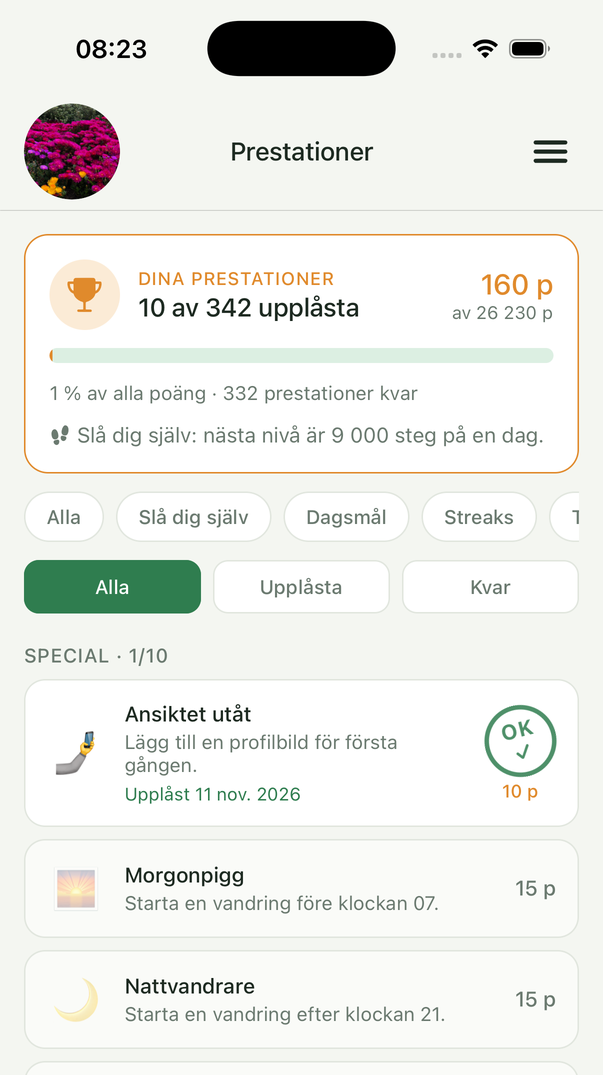 08:23
Prestationer
DINA PRESTATIONER
10 av 342 upplåsta
160 p
av 26 230 p
1 % av alla poäng · 332 prestationer kvar
Slå dig själv: nästa nivå är 9 000 steg på en dag.
Alla
Slå dig själv
Dagsmål
Streaks
Alla
Upplåsta
Kvar
SPECIAL · 1/10
Ansiktet utåt
Lägg till en profilbild för första
gången.
Upplåst 11 nov. 2026
OK
10 p
Morgonpigg
Starta en vandring före klockan 07.
15 p
Nattvandrare
Starta en vandring efter klockan 21.
15 p